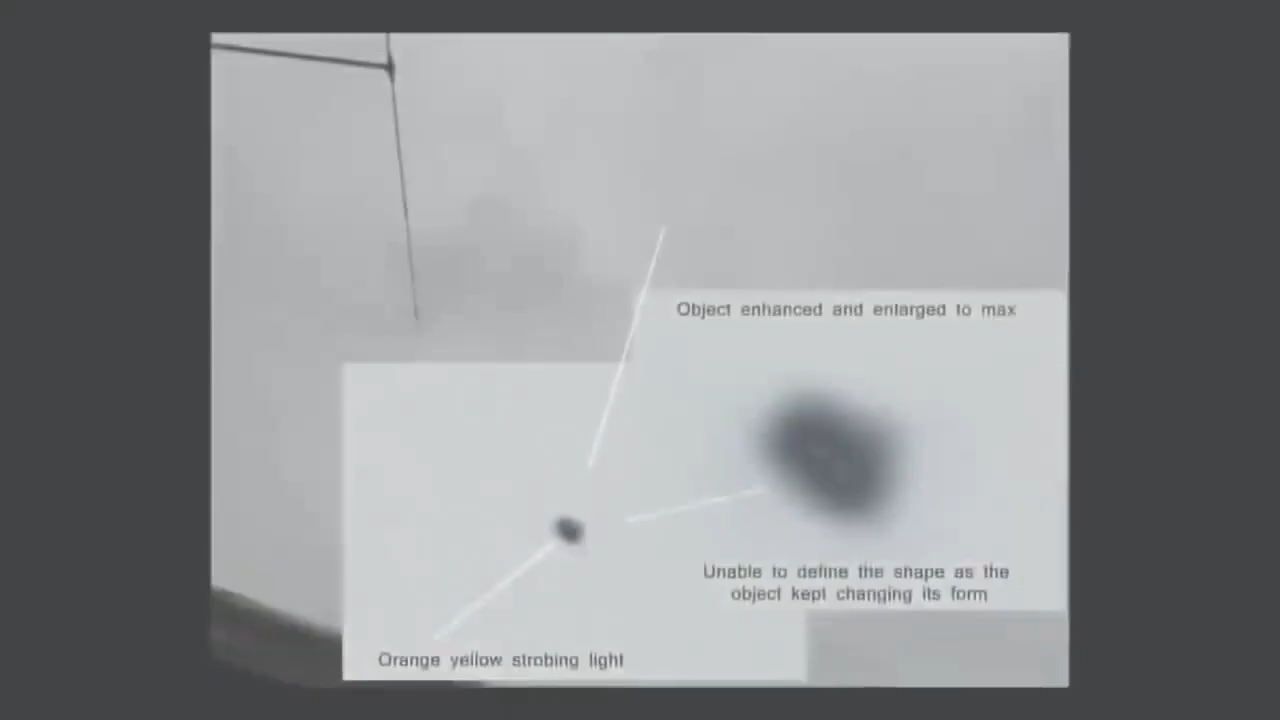 Object enhanced and enlarged to max
Unable to define the shape as the
object kept changing its form
Orange yellow strobing light